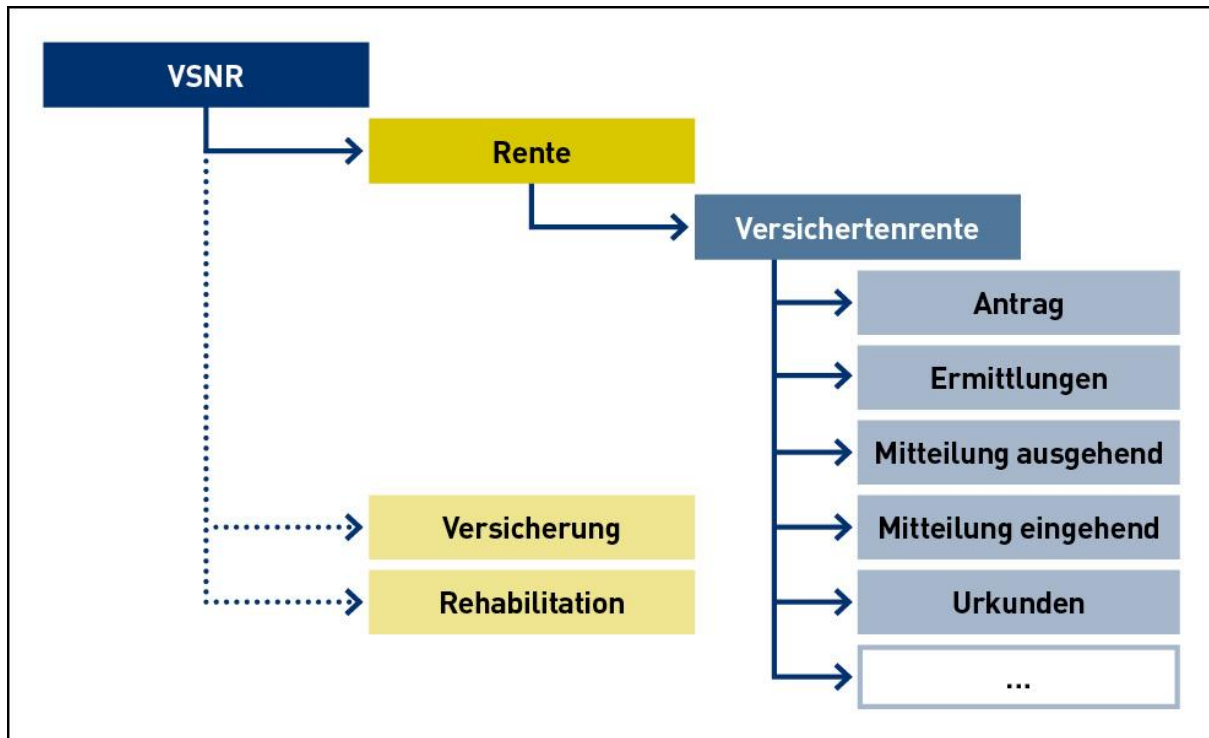 VSNR
Rente
Versichertenrente
Antrag
Ermittlungen
Mitteilung ausgehend
Versicherung
Mitteilung eingehend
Rehabilitation
Urkunden
...